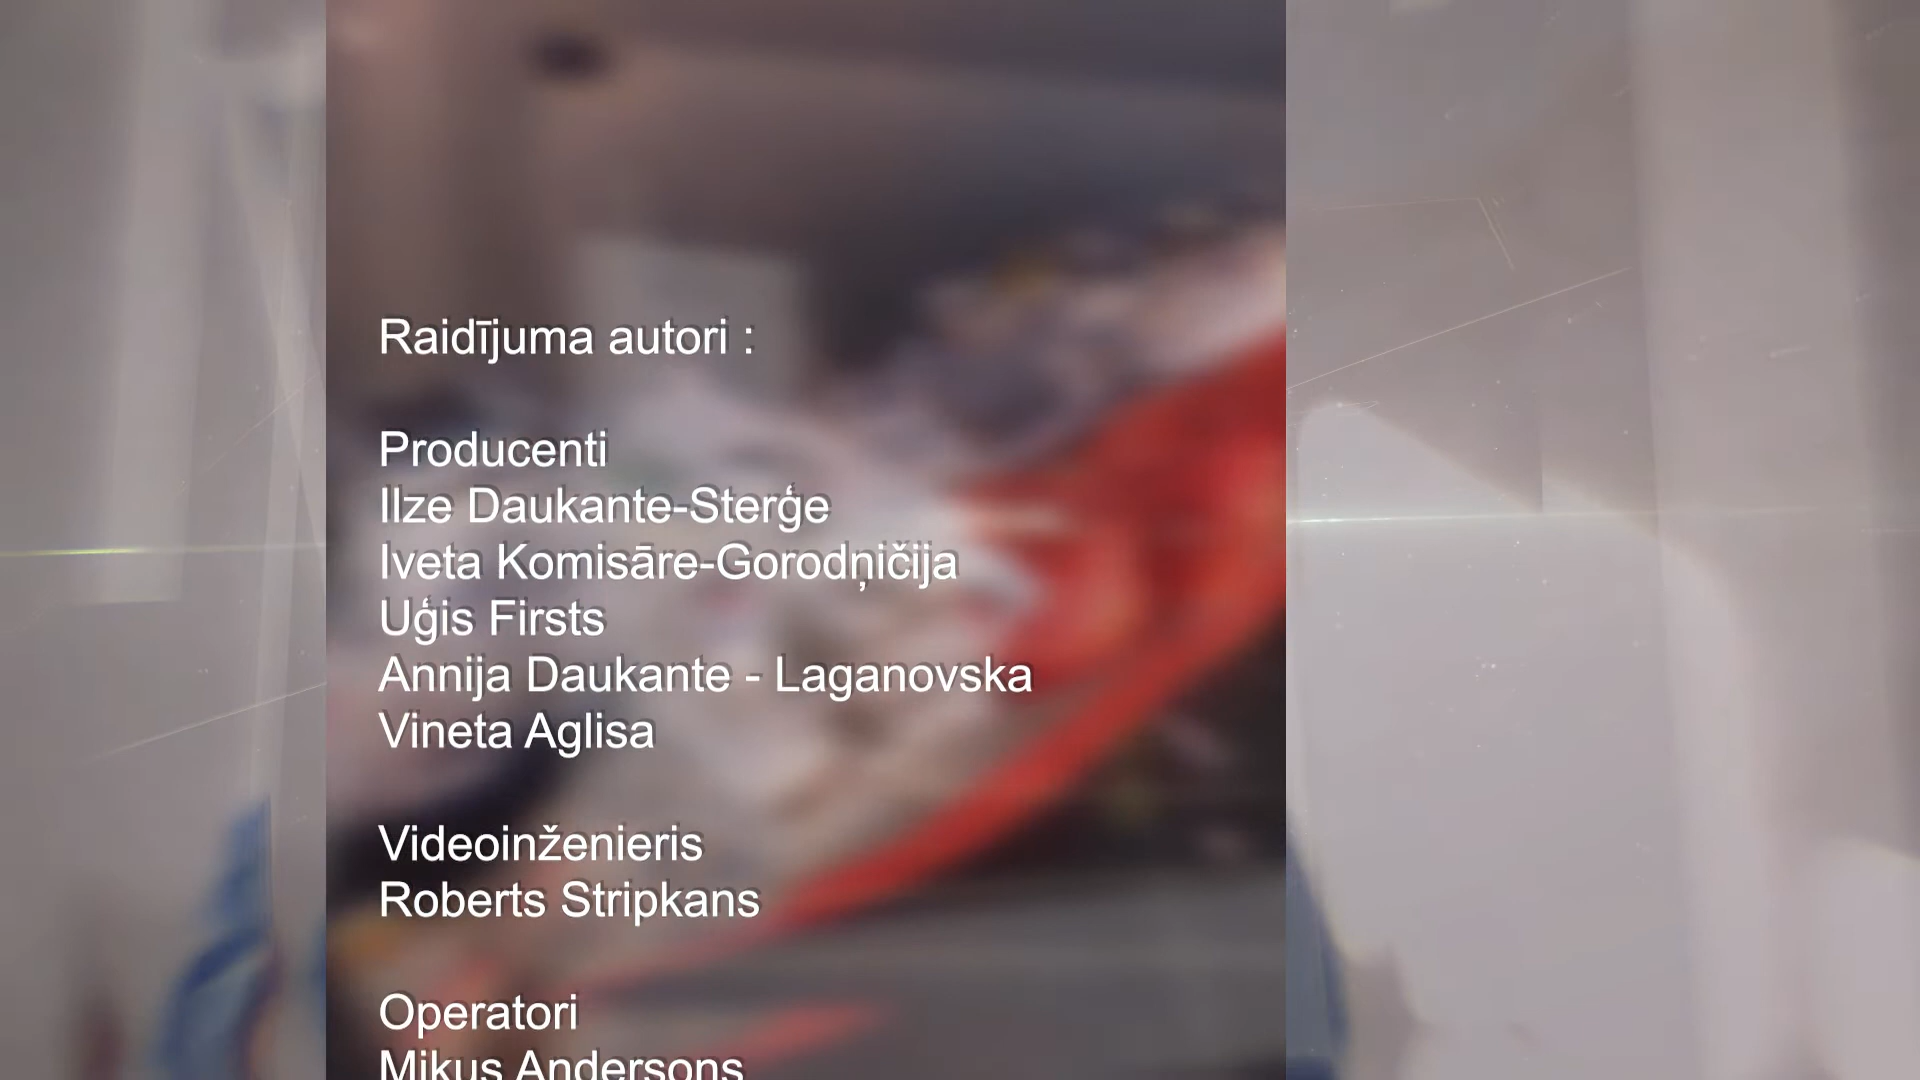 Raidījuma autori :
Producenti
Ilze Daukante-Sterģe
Iveta Komisāre-Gorodņičija
Uģis Firsts
Annija Daukante - Laganovska
Vineta Aglisa
Videoinženieris
Roberts Stripkans
Operatori
Mikus Andersons